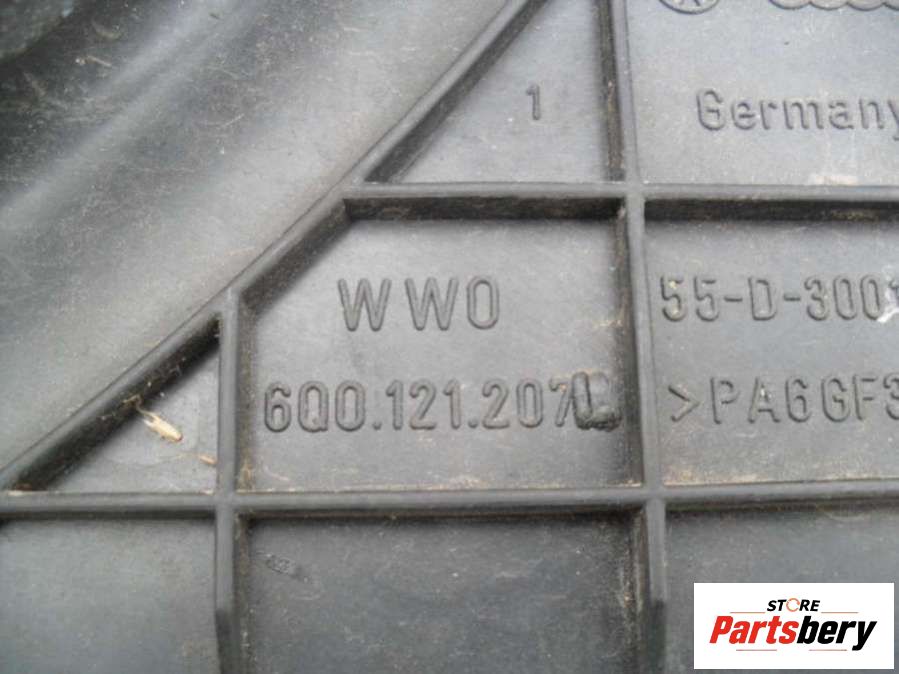 1
Germany
WWO
55-D-300
6Q0.121.207
>PA6GF3
STORE
Partsbery